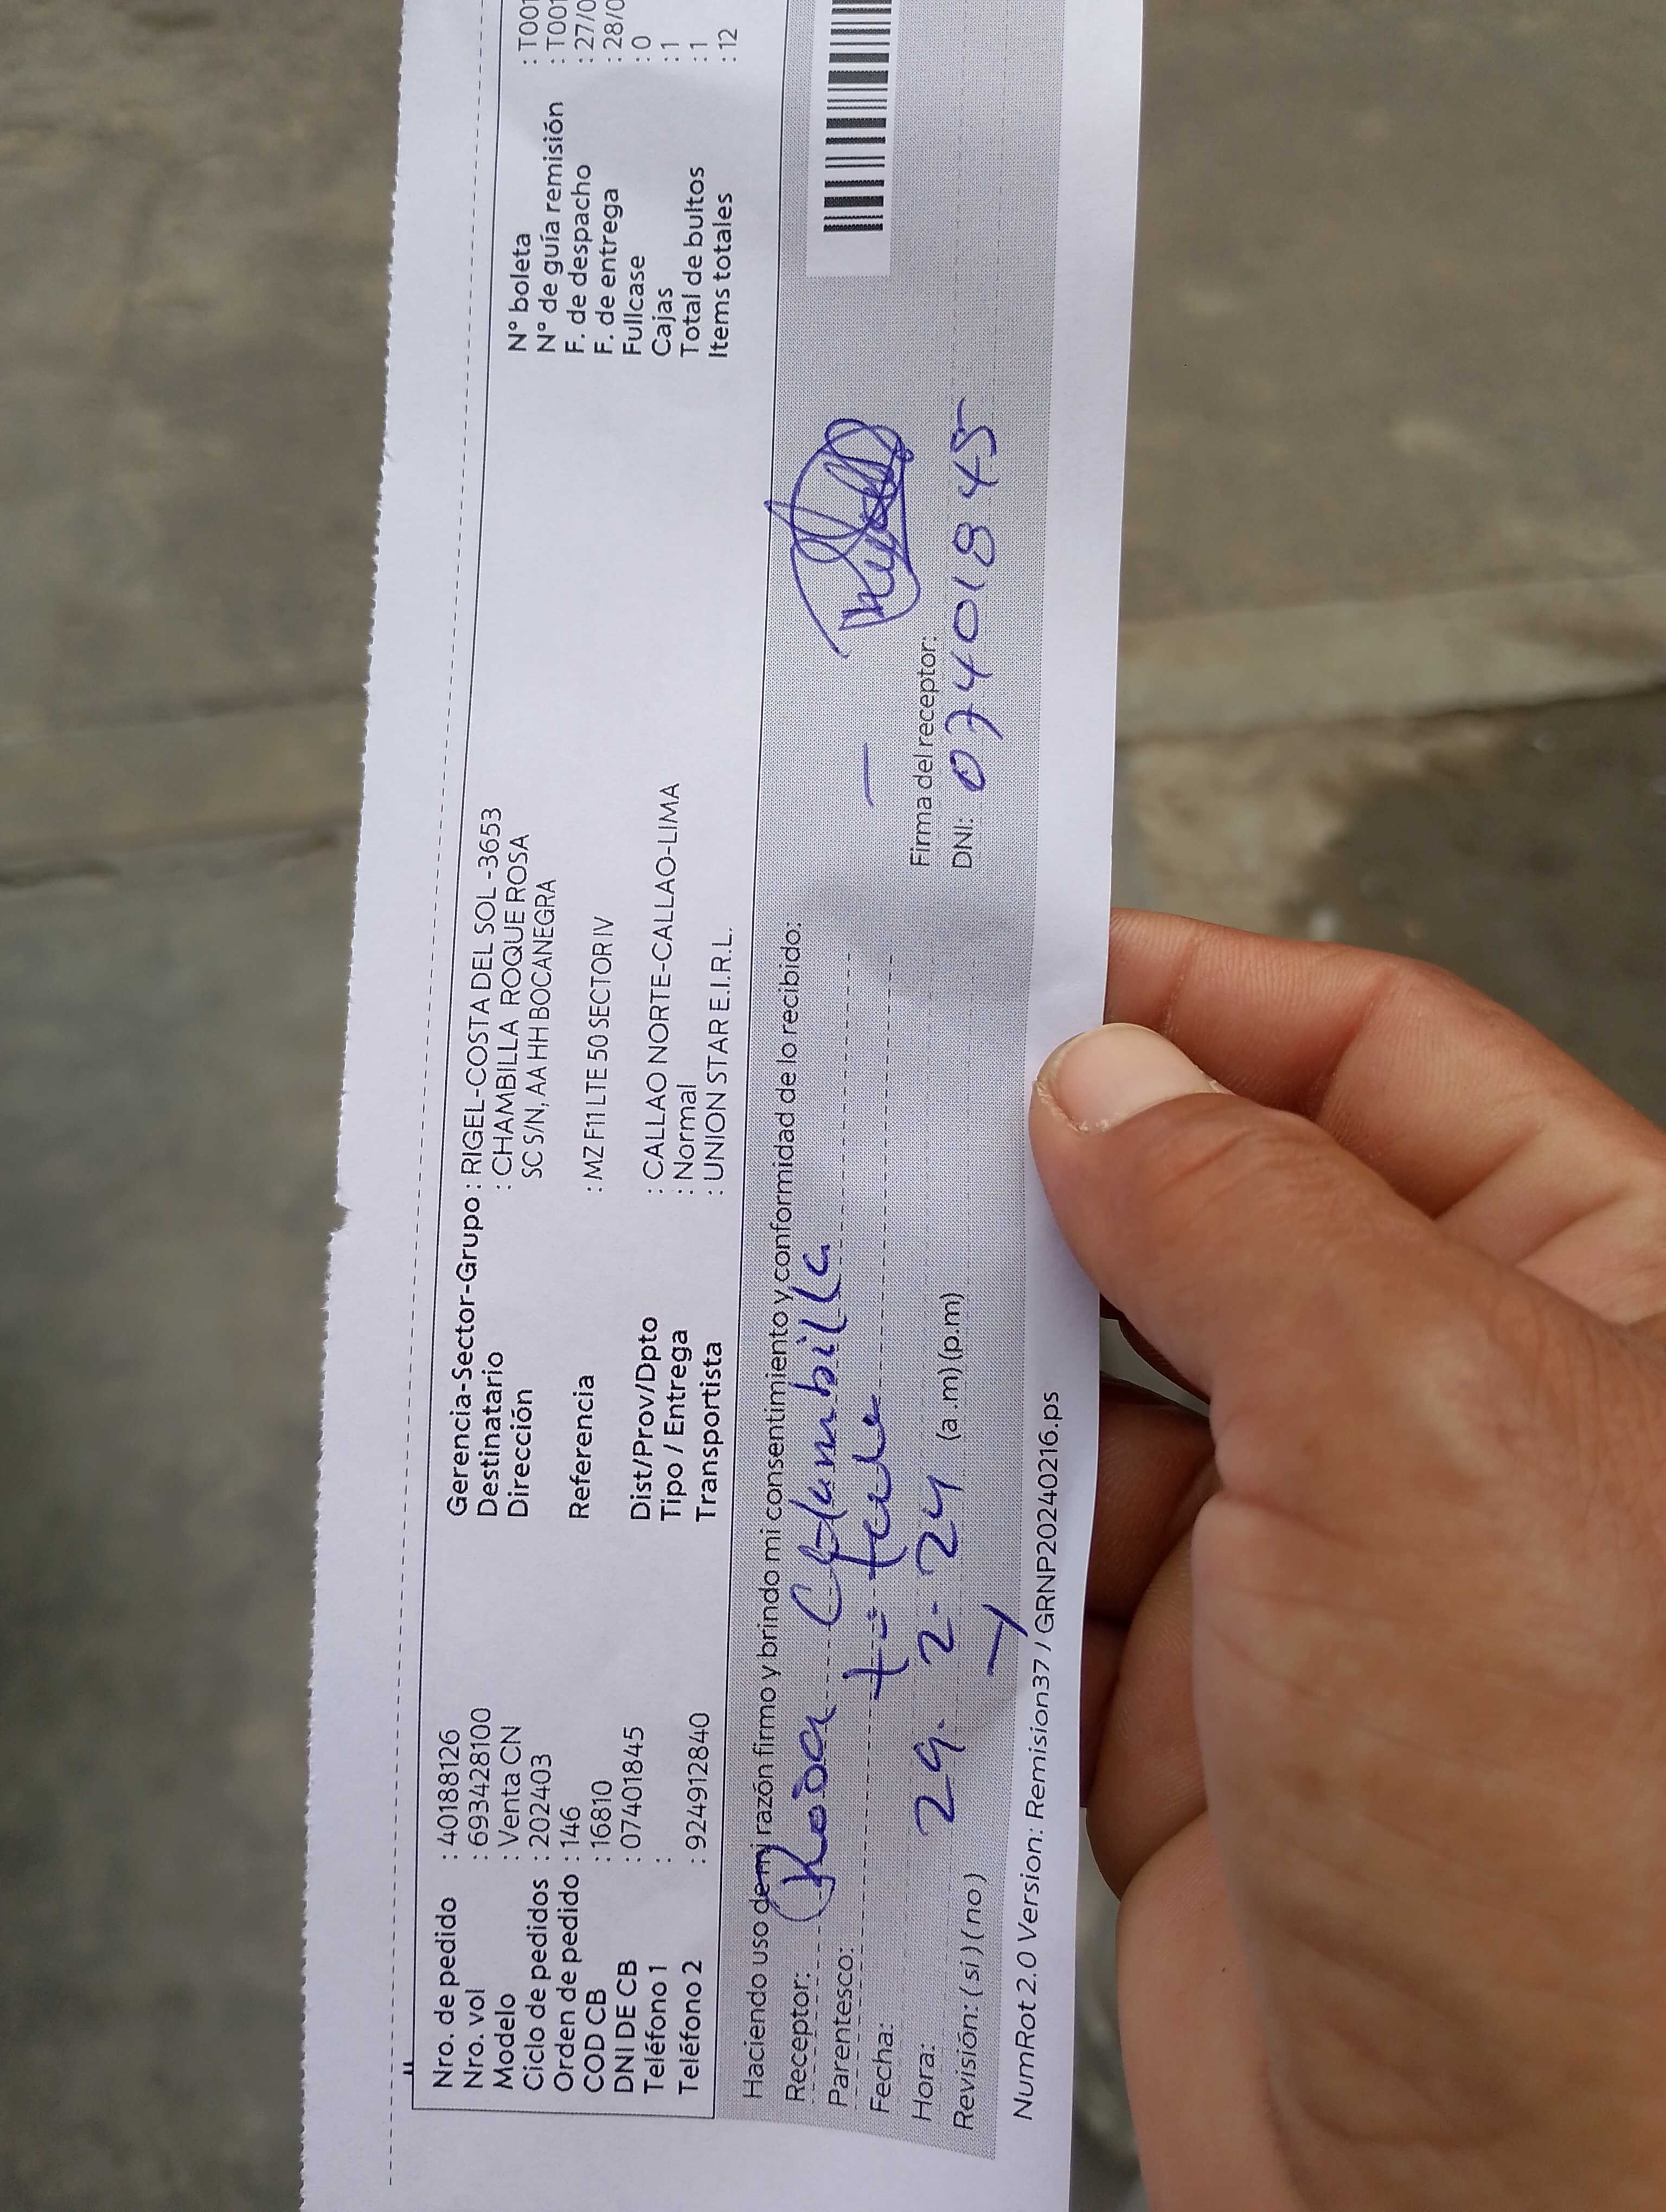 Nro. de pedido : 40188126
Nro. vol : 693428100
Modelo : Venta CN
Ciclo de pedidos : 202403
Orden de pedido : 146
COD CB : 16810
DNI DE CB : 07401845
Teléfono 1 :
Teléfono 2 : 924912840
Gerencia-Sector-Grupo : RIGEL-COSTA DEL SOL -3653
Destinatario : CHAMBILLA ROQUE ROSA
Dirección SC S/N, AA HH BOCANEGRA
Referencia : MZ F11 LTE 50 SECTOR IV
Dist/Prov/Dpto : CALLAO NORTE-CALLAO-LIMA
Tipo / Entrega : Normal
Transportista : UNION STAR E.I.R.L.
N° boleta : T001
N° de guía remisión : T001
F. de despacho : 27/0
F. de entrega : 28/0
Fullcase : 0
Cajas : 1
Total de bultos : 1
Items totales : 12
Haciendo uso de mi razón firmo y brindo mi consentimiento y conformidad de lo recibido:
Receptor: Rosa Chambilla
Parentesco:
Fecha: 29. 2. 24
Hora: (a .m) (p.m)
Revisión: ( si ) ( no )
Firma del receptor:
DNI: 07401845
NumRot 2.0 Version: Remision37 / GRNP20240216.ps